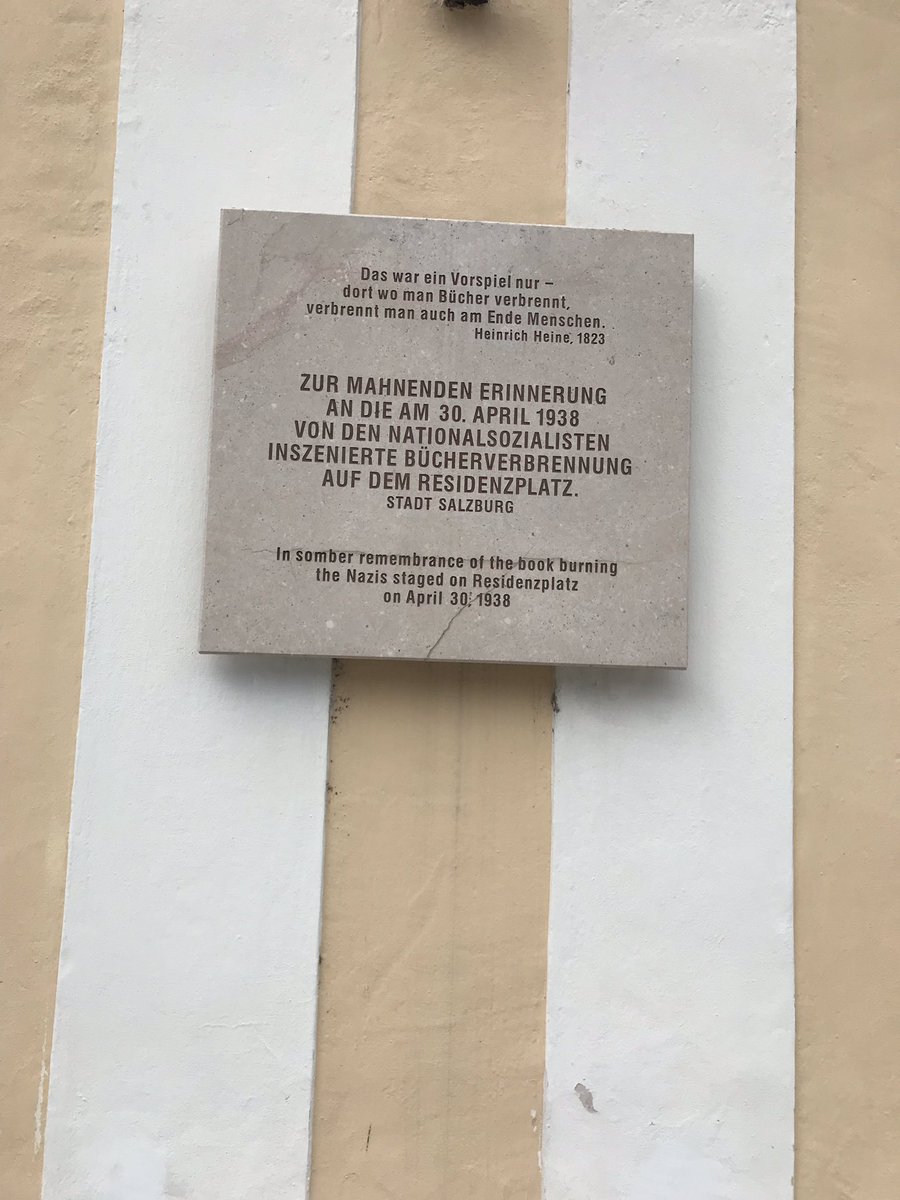 Das war ein Vorspiel nur –
dort wo man Bücher verbrennt,
verbrennt man auch am Ende Menschen.
Heinrich Heine, 1823
ZUR MAHNENDEN ERINNERUNG
AN DIE AM 30. APRIL 1938
VON DEN NATIONALSOZIALISTEN
INSZENIERTE BÜCHERVERBRENNUNG
AUF DEM RESIDENZPLATZ.
STADT SALZBURG
In somber remembrance of the book burning
the Nazis staged on Residenzplatz
on April 30, 1938